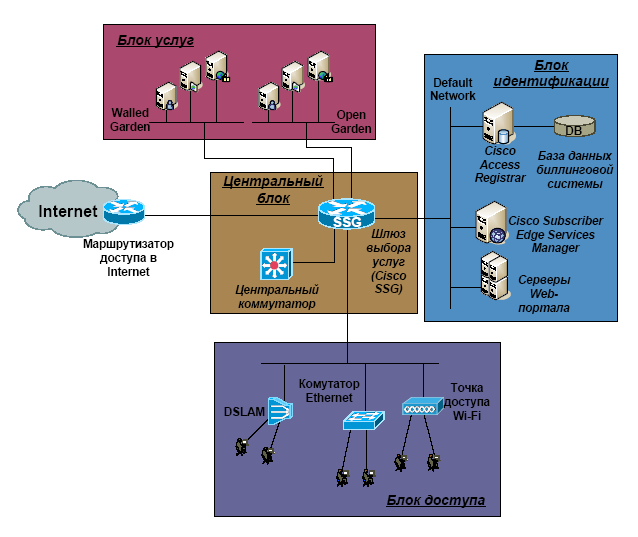 Блок услуг
Walled
Garden
Open
Garden
Блок
идентификации
Default
Network
Cisco
Access
Registrar
DB
База данных
биллинговой
системы
Cisco Subscriber
Edge Services
Manager
Серверы
Web-
портала
Центральный
блок
SSG
Шлюз
выбора
услуг
(Cisco
SSG)
Центральный
коммутатор
Internet
Маршрутизатор
доступа в
Internet
DSLAM
Комутатор
Ethernet
Точка
доступа
Wi-Fi
Блок доступа